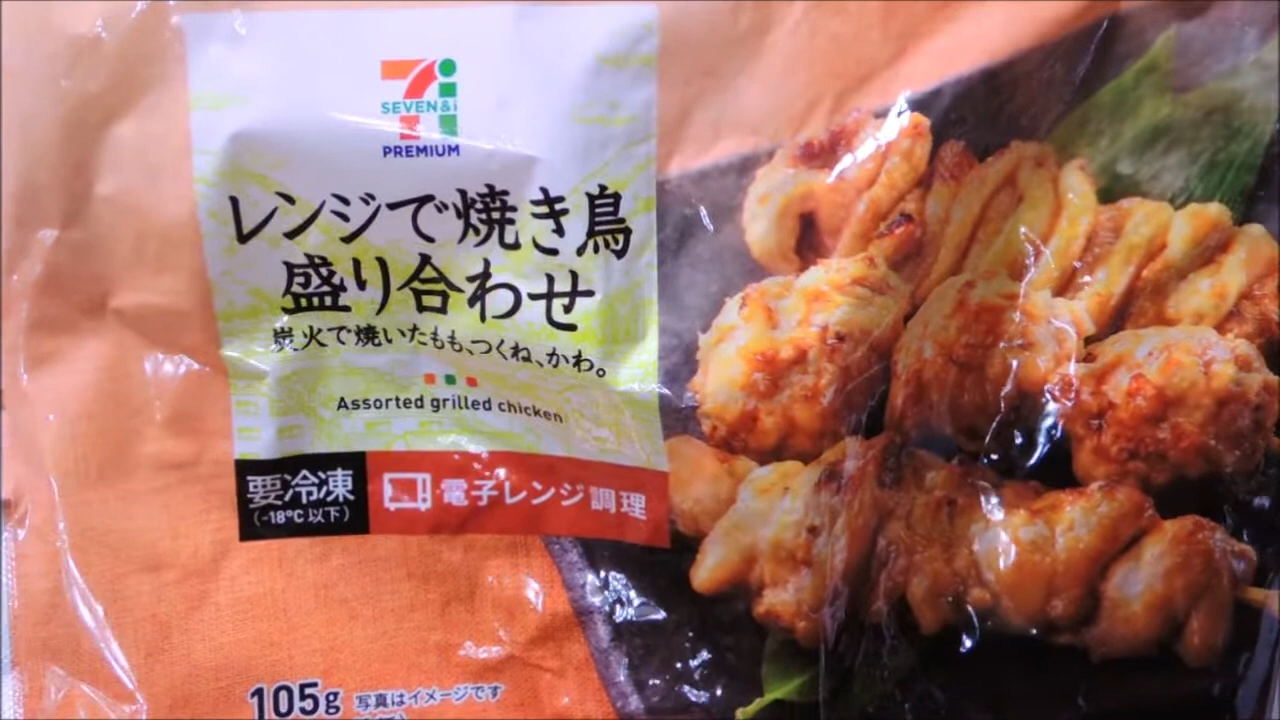 SEVEN&i
PREMIUM
レンジで焼き鳥
盛り合わせ
炭火で焼いたもも、つくね、かわ。
Assorted grilled chicken
要冷凍
(-18℃以下)
電子レンジ調理
105g
写真はイメージです